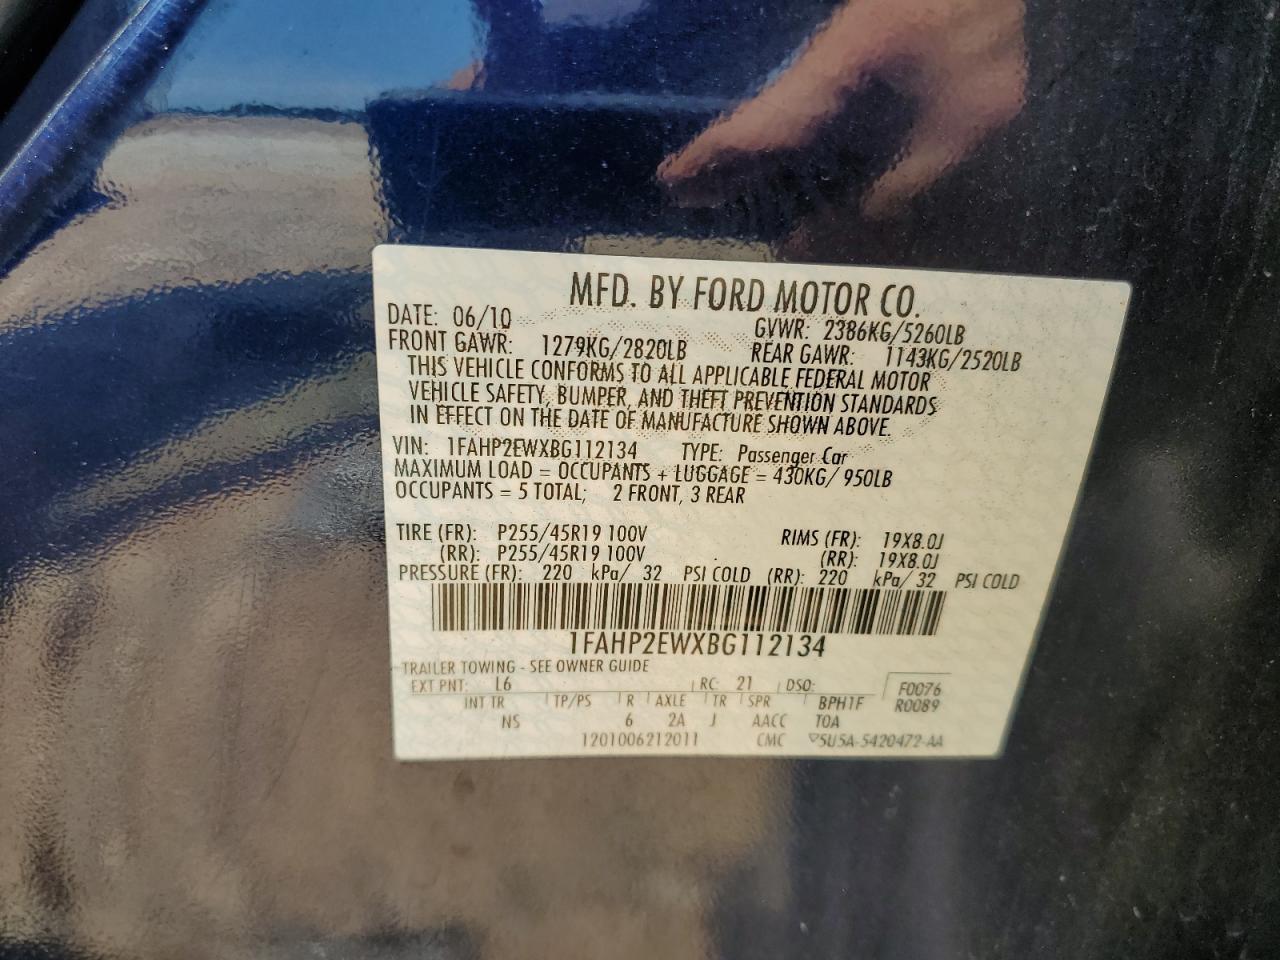 MFD. BY FORD MOTOR CO.
DATE: 06/10 GVWR: 2386KG/5260LB
FRONT GAWR: 1279KG/2820LB REAR GAWR: 1143KG/2520LB
THIS VEHICLE CONFORMS TO ALL APPLICABLE FEDERAL MOTOR
VEHICLE SAFETY, BUMPER, AND THEFT PREVENTION STANDARDS
IN EFFECT ON THE DATE OF MANUFACTURE SHOWN ABOVE.
VIN: 1FAHP2EWXBG112134 TYPE: Passenger Car
MAXIMUM LOAD = OCCUPANTS + LUGGAGE = 430KG/ 950LB
OCCUPANTS = 5 TOTAL; 2 FRONT, 3 REAR
TIRE (FR): P255/45R19 100V RIMS (FR): 19X8.0J
(RR): P255/45R19 100V (RR): 19X8.0J
PRESSURE (FR): 220 kPa/ 32 PSI COLD (RR): 220 kPa/ 32 PSI COLD
1FAHP2EWXBG112134
TRAILER TOWING - SEE OWNER GUIDE
EXT PNT: L6 RC: 21 DSO: F0076
INT TR TP/PS R AXLE TR SPR BPH1F R0089
NS 6 2A J AACC TOA
1201006212011 CMC ▽5U5A-5420472-AA